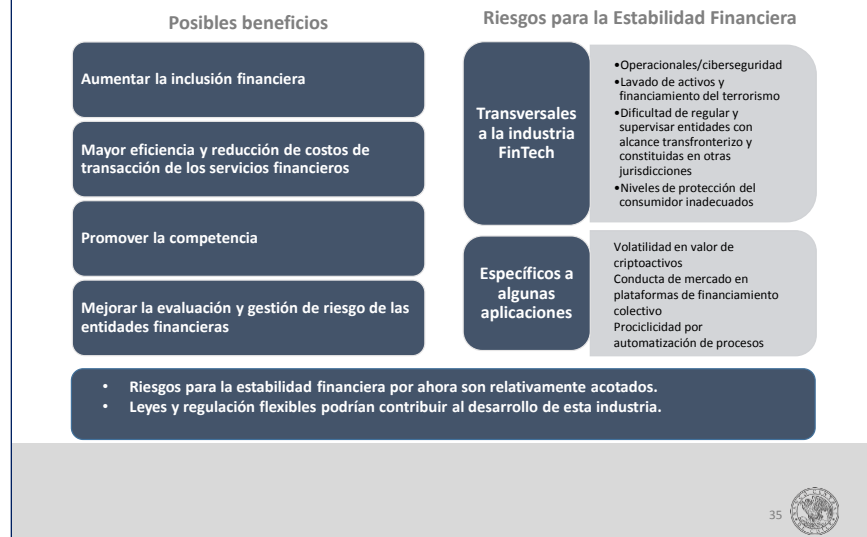 Posibles beneficios
Aumentar la inclusión financiera
Mayor eficiencia y reducción de costos de
transacción de los servicios financieros
Promover la competencia
Mejorar la evaluación y gestión de riesgo de las
entidades financieras
Riesgos para la Estabilidad Financiera
Transversales
a la industria
FinTech
•Operacionales/ciberseguridad
•Lavado de activos y
financiamiento del terrorismo
•Dificultad de regular y
supervisar entidades con
alcance transfronterizo y
constituidas en otras
jurisdicciones
•Niveles de protección del
consumidor inadecuados
Específicos a
algunas
aplicaciones
Volatilidad en valor de
criptoactivos
Conducta de mercado en
plataformas de financiamiento
colectivo
Prociclicidad por
automatización de procesos
• Riesgos para la estabilidad financiera por ahora son relativamente acotados.
• Leyes y regulación flexibles podrían contribuir al desarrollo de esta industria.
35